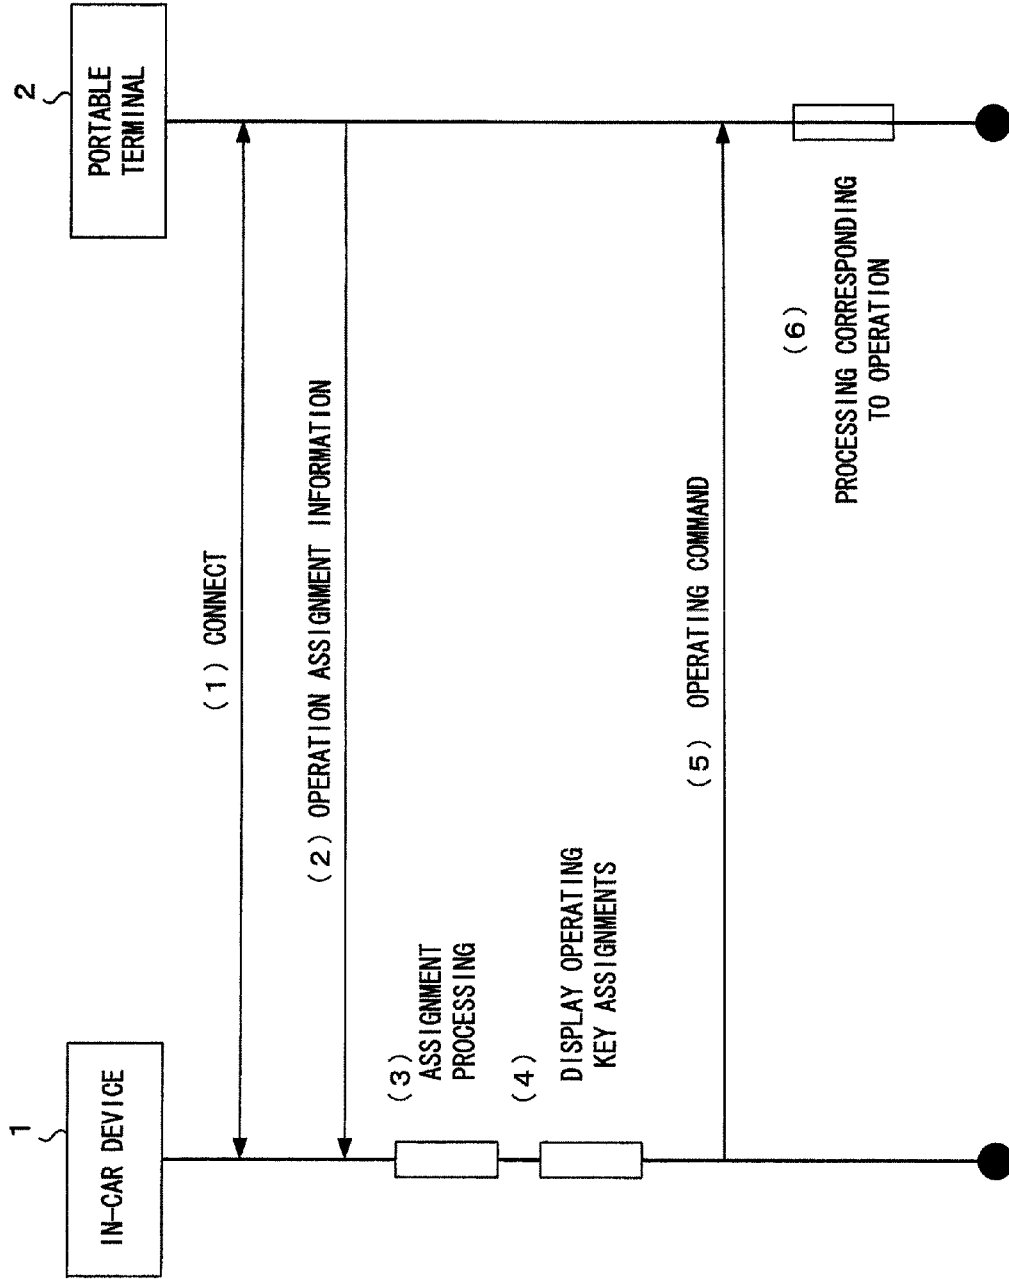 1
IN-CAR DEVICE
2
PORTABLE
TERMINAL
(1) CONNECT
(2) OPERATION ASSIGNMENT INFORMATION
(3)
ASSIGNMENT
PROCESSING
(4)
DISPLAY OPERATING
KEY ASSIGNMENTS
(5) OPERATING COMMAND
(6)
PROCESSING CORRESPONDING
TO OPERATION